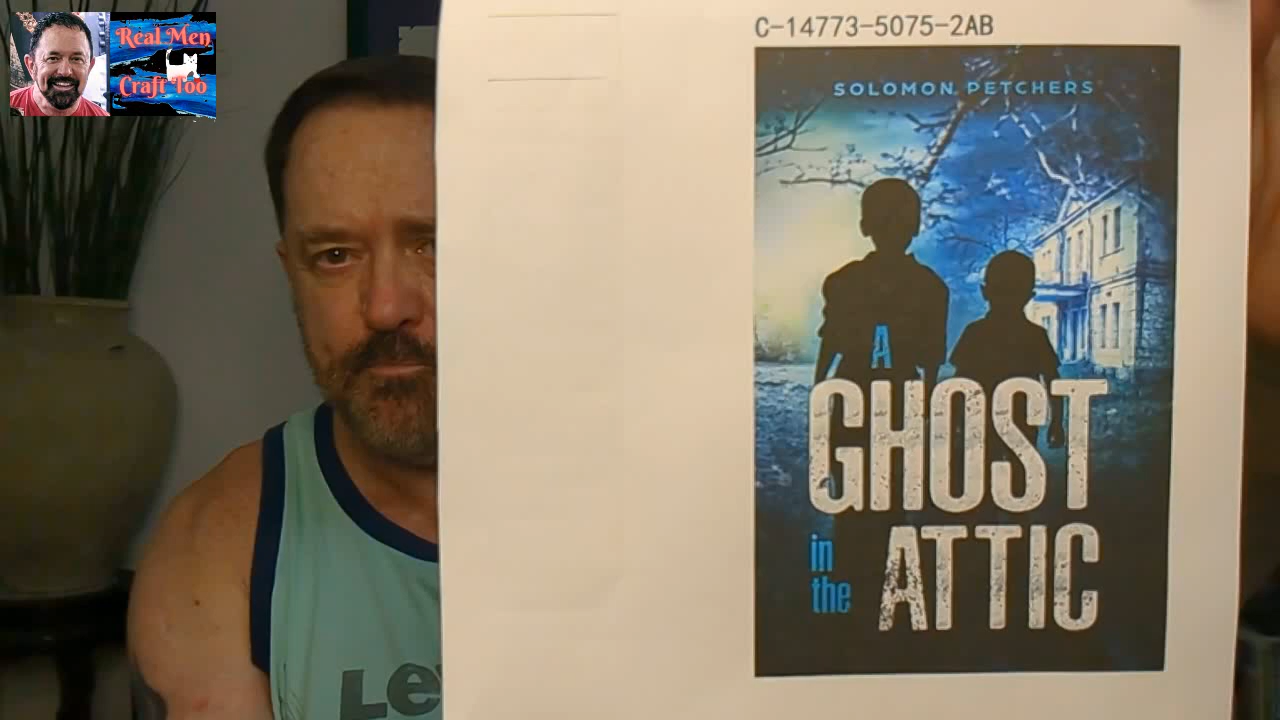 Real Men
Craft Too
C-14773-5075-2AB
SOLOMON PETCHERS
A
GHOST
in
the
ATTIC
Le